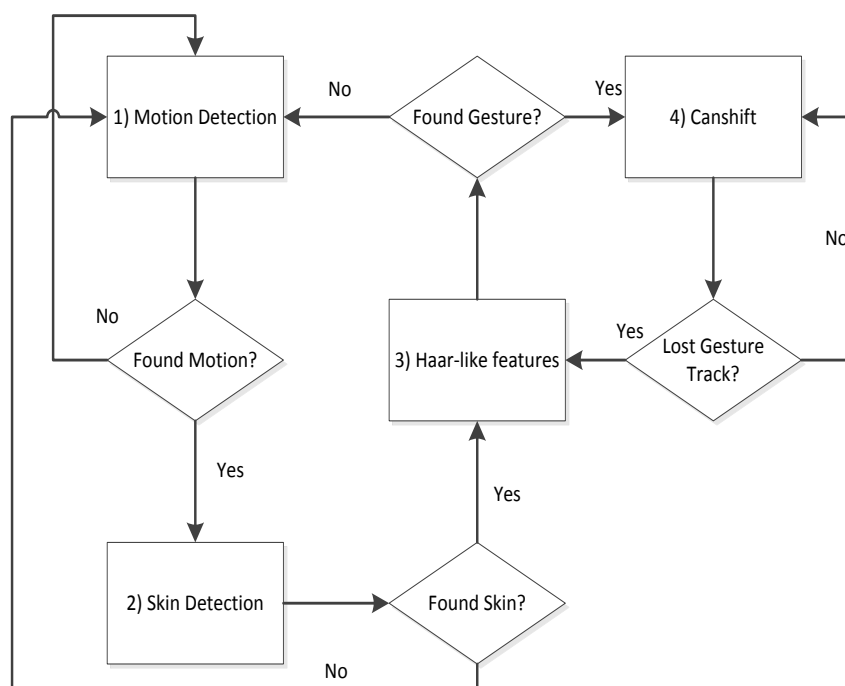 No
Yes
1) Motion Detection
Found Gesture?
4) Canshift
No
No
Yes
Found Motion?
3) Haar-like features
Lost Gesture
Track?
Yes
Yes
2) Skin Detection
Found Skin?
No